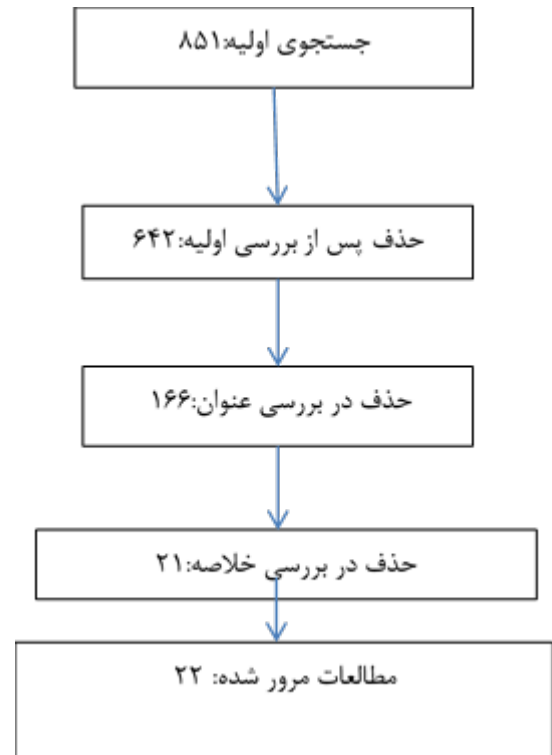 جستجوی اولیه:۸۵۱
حذف پس از بررسی اولیه:۶۴۲
حذف در بررسی عنوان:۱۶۶
حذف در بررسی خلاصه:۲۱
مطالعات مرور شده: ۲۲